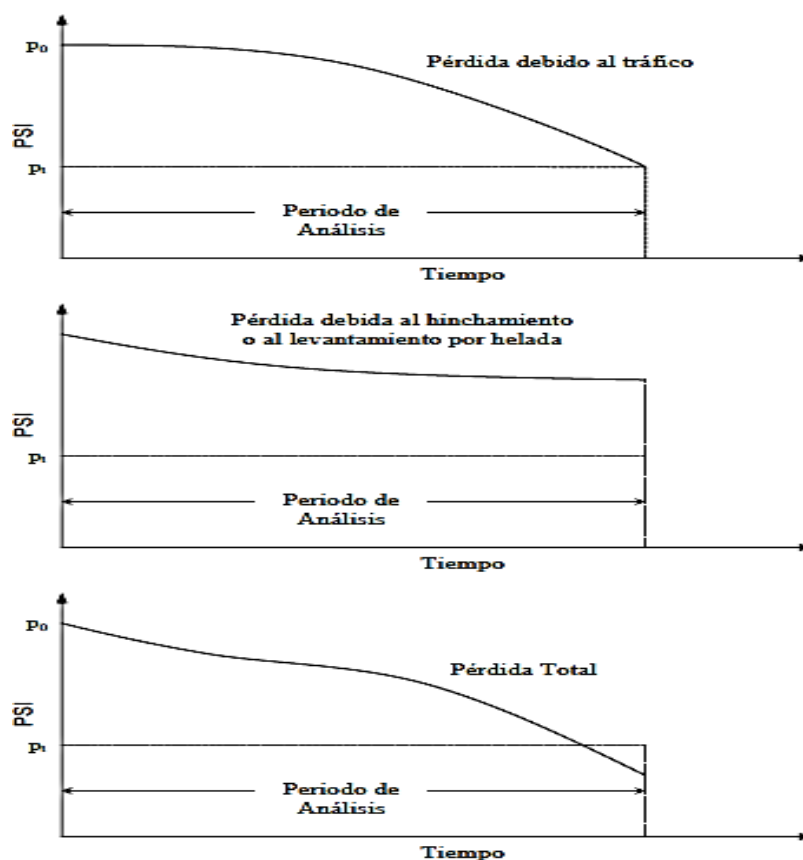 P₀
Pérdida debido al tráfico
PSI
Pₜ
Periodo de
Análisis
Tiempo
Pérdida debida al hinchamiento
o al levantamiento por helada
PSI
Pₜ
Periodo de
Análisis
Tiempo
P₀
Pérdida Total
PSI
Pₜ
Periodo de
Análisis
Tiempo